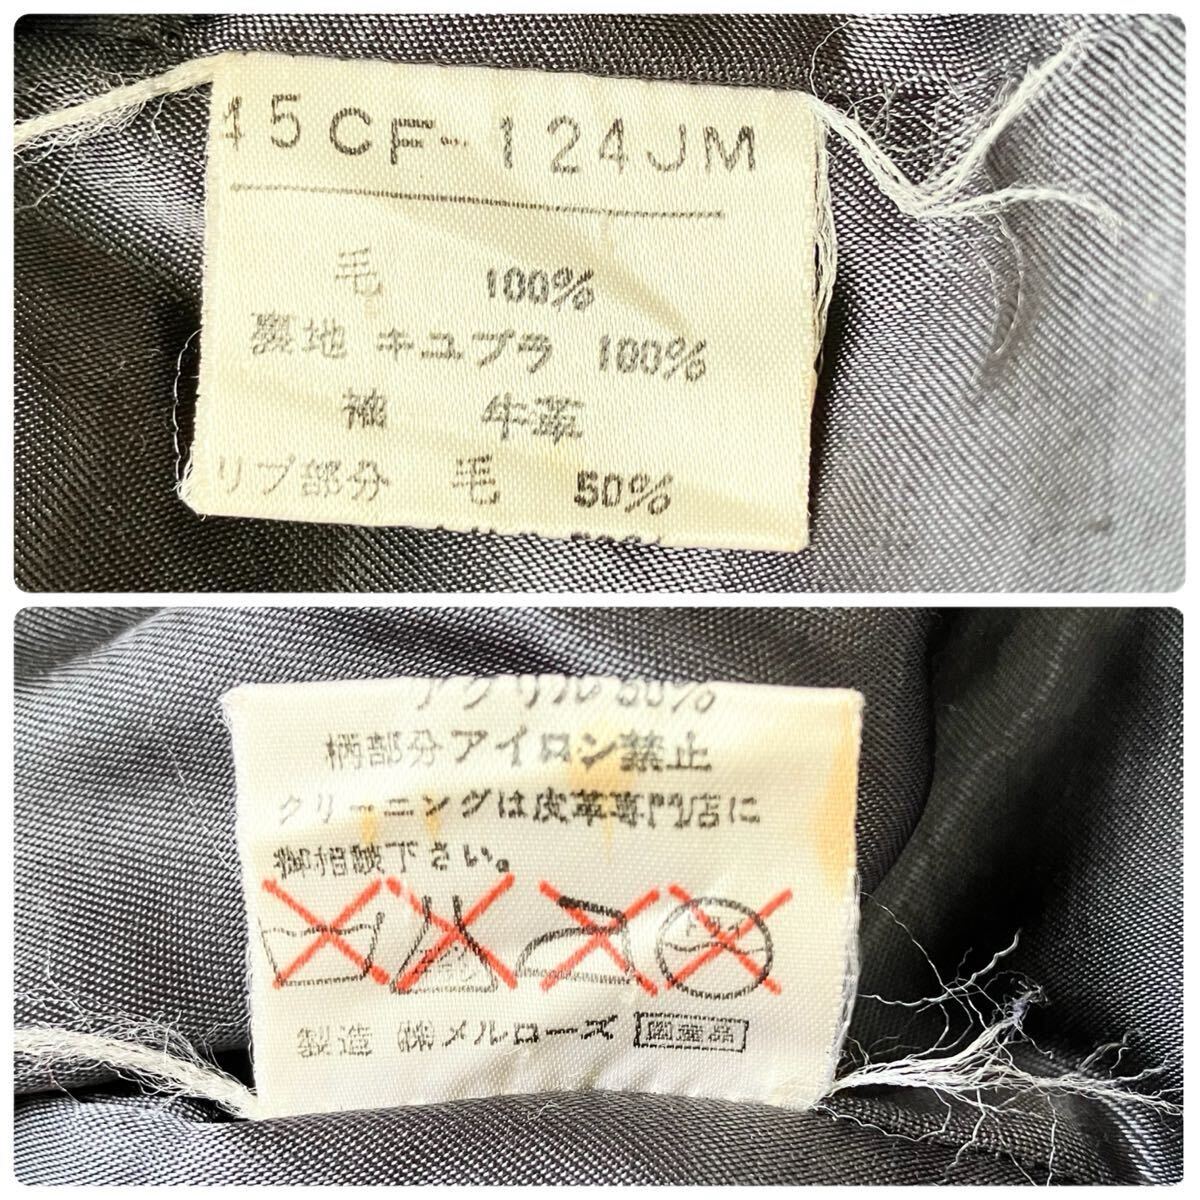 45CF-124JM
毛 100%
裏地 キュプラ 100%
袖 牛革
リブ部分 毛 50%
アクリル 50%
柄部分アイロン禁止
クリーニングは皮革専門店に
御相談下さい。
製造 ㈱メルローズ 国産品